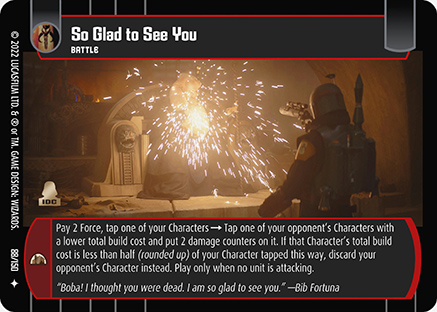 So Glad to See You
BATTLE
© 2022 LUCASFILM LTD. & ® or TM. GAME DESIGN: WIZARDS.
IDC
88/150
Pay 2 Force, tap one of your Characters → Tap one of your opponent's Characters with
a lower total build cost and put 2 damage counters on it. If that Character's total build
cost is less than half (rounded up) of your Character tapped this way, discard your
opponent's Character instead. Play only when no unit is attacking.
"Boba! I thought you were dead. I am so glad to see you." —Bib Fortuna